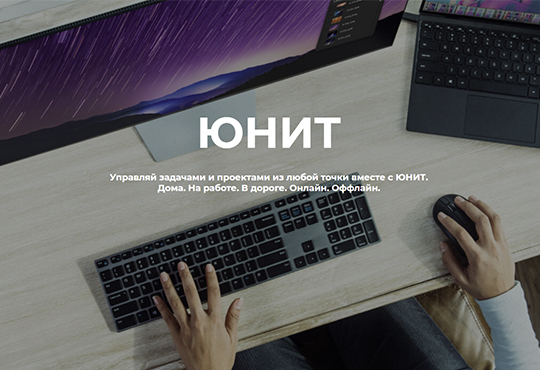 ЮНИТ
Управляй задачами и проектами из любой точки вместе с ЮНИТ.
Дома. На работе. В дороге. Онлайн. Оффлайн.